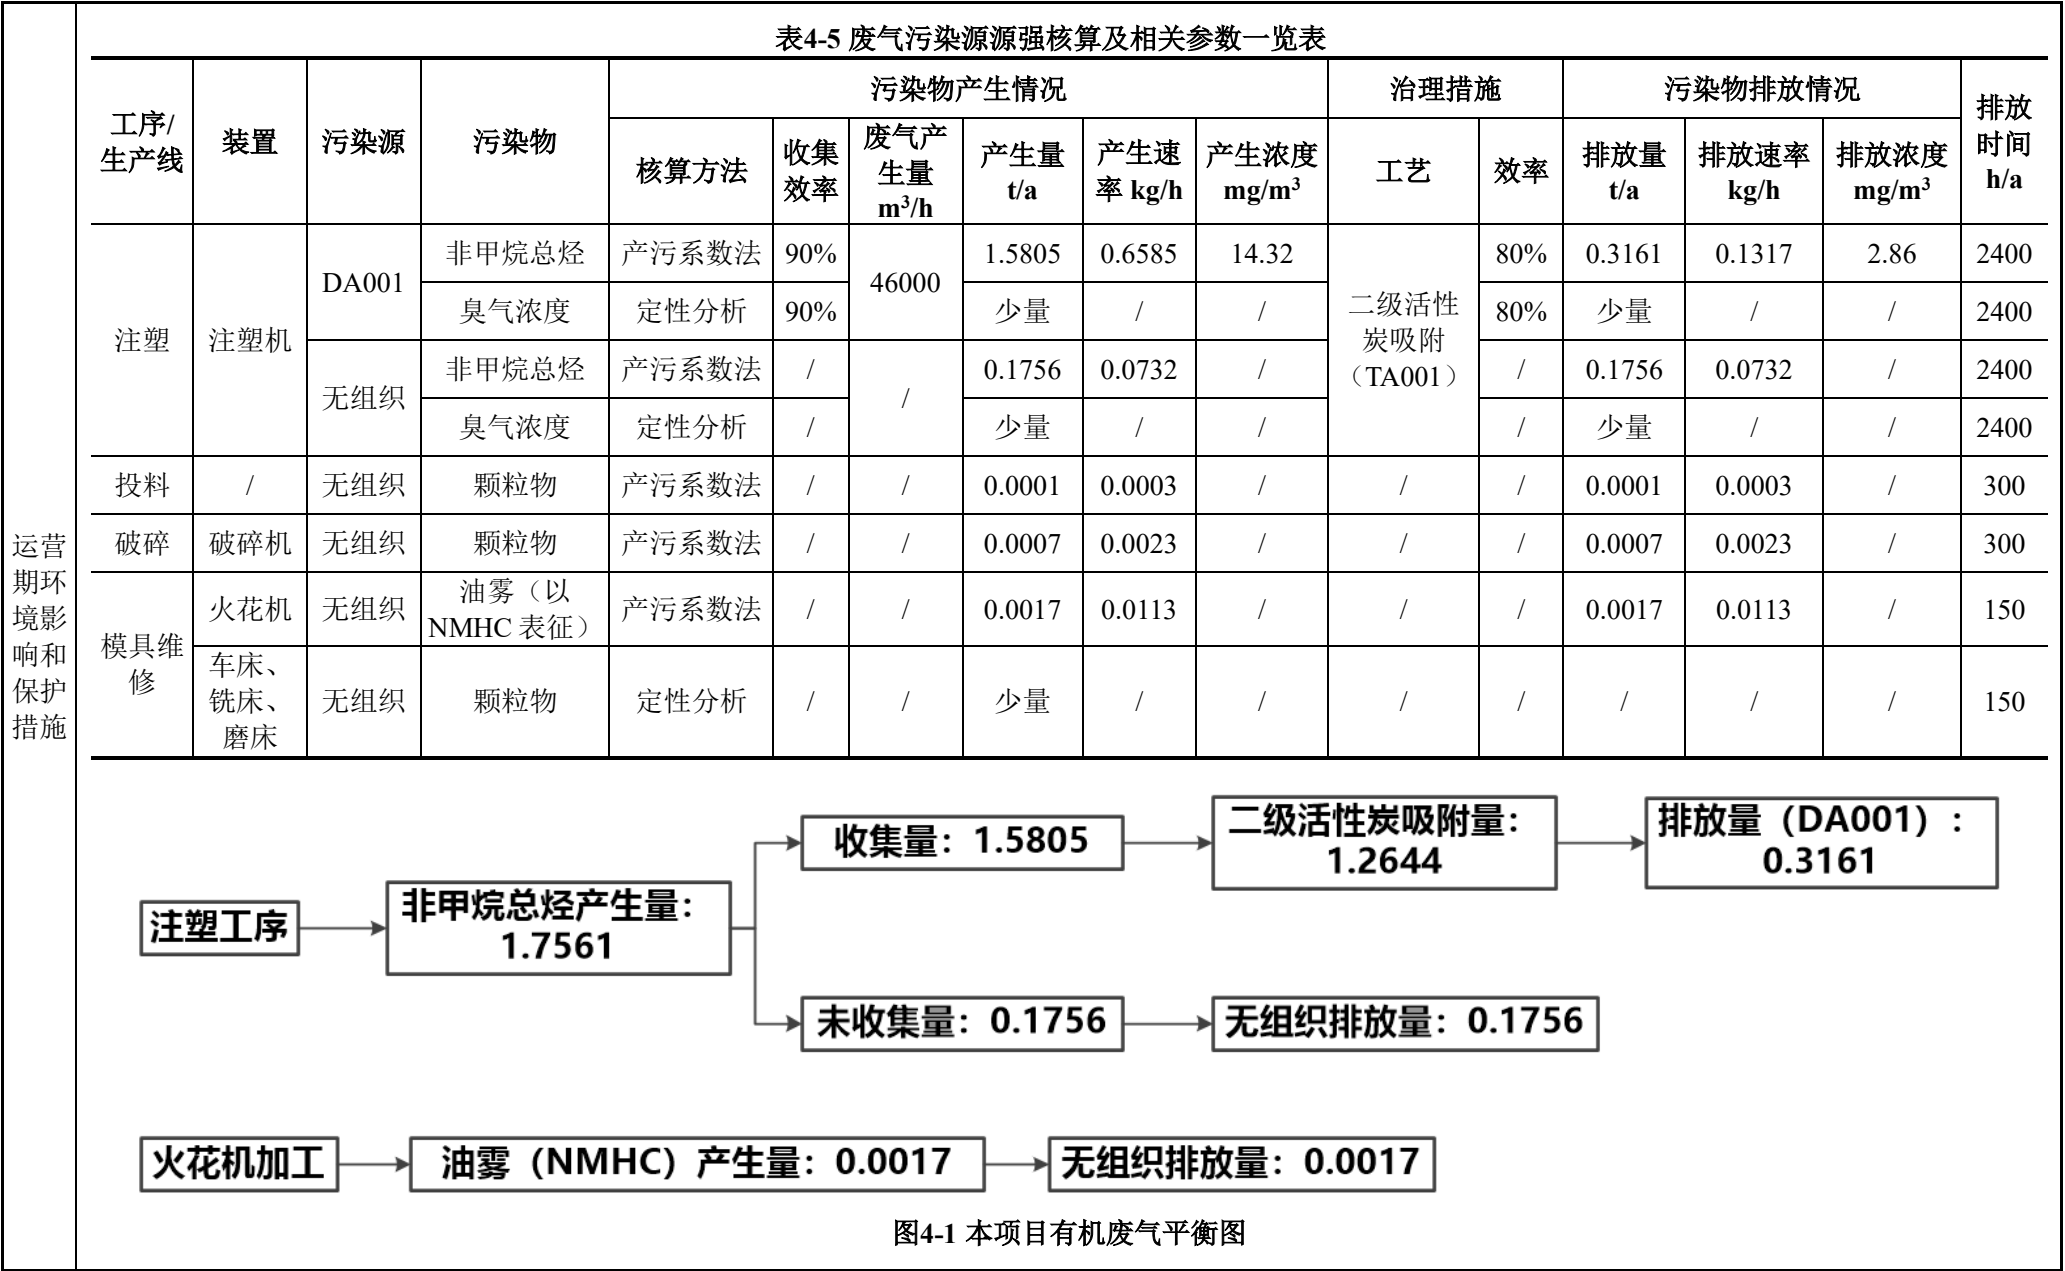 表4-5 废气污染源源强核算及相关参数一览表
工序/
生产线
装置
污染源
污染物
污染物产生情况
治理措施
污染物排放情况
排放
时间
h/a
核算方法
收集
效率
废气产
生量
m³/h
产生量
t/a
产生速
率 kg/h
产生浓度
mg/m³
工艺
效率
排放量
t/a
排放速率
kg/h
排放浓度
mg/m³
注塑
注塑机
DA001
非甲烷总烃
产污系数法
90%
46000
1.5805
0.6585
14.32
二级活性
炭吸附
（TA001）
80%
0.3161
0.1317
2.86
2400
臭气浓度
定性分析
90%
少量
/
/
80%
少量
/
/
2400
无组织
非甲烷总烃
产污系数法
/
/
0.1756
0.0732
/
/
0.1756
0.0732
/
2400
臭气浓度
定性分析
/
少量
/
/
/
少量
/
/
2400
投料
/
无组织
颗粒物
产污系数法
/
/
0.0001
0.0003
/
/
/
0.0001
0.0003
/
300
破碎
破碎机
无组织
颗粒物
产污系数法
/
/
0.0007
0.0023
/
/
/
0.0007
0.0023
/
300
模具维
修
火花机
无组织
油雾（以
NMHC 表征）
产污系数法
/
/
0.0017
0.0113
/
/
/
0.0017
0.0113
/
150
车床、
铣床、
磨床
无组织
颗粒物
定性分析
/
/
少量
/
/
/
/
/
/
/
150
运营
期环
境影
响和
保护
措施
注塑工序
非甲烷总烃产生量：
1.7561
收集量：1.5805
二级活性炭吸附量：
1.2644
排放量（DA001）：
0.3161
未收集量：0.1756
无组织排放量：0.1756
火花机加工
油雾（NMHC）产生量：0.0017
无组织排放量：0.0017
图4-1 本项目有机废气平衡图